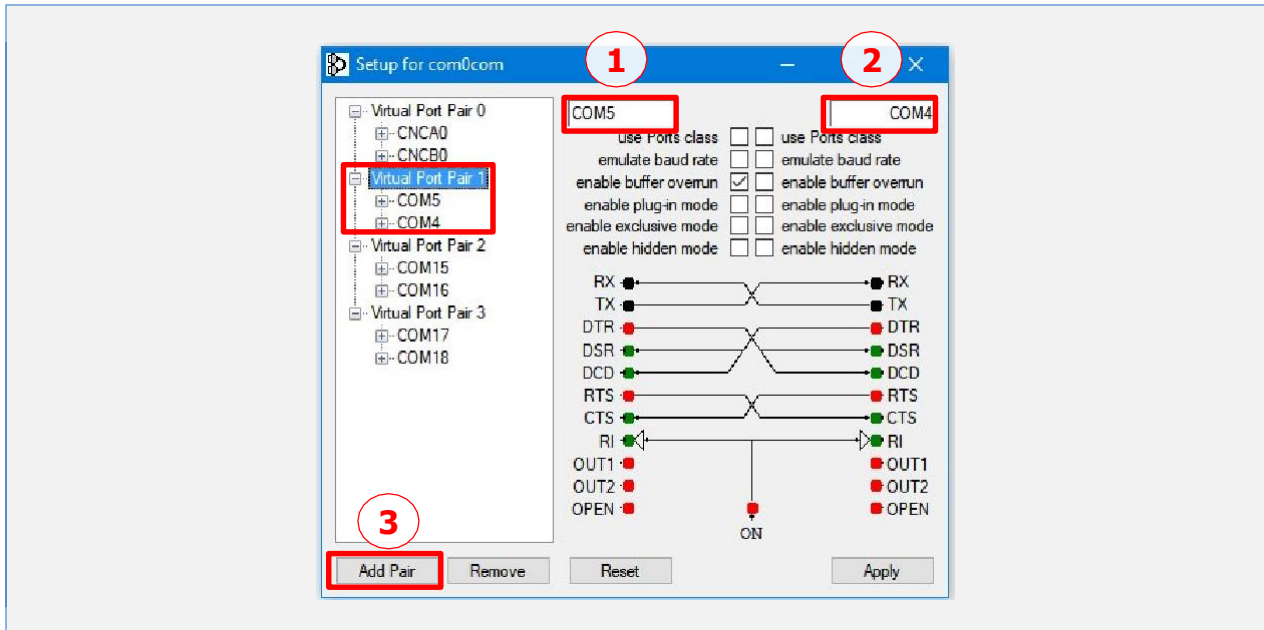 Setup for com0com
1
2
Virtual Port Pair 0
CNCA0
CNCB0
Virtual Port Pair 1
COM5
COM4
Virtual Port Pair 2
COM15
COM16
Virtual Port Pair 3
COM17
COM18
COM5 COM4
use Ports class use Ports class
emulate baud rate emulate baud rate
enable buffer overrun enable buffer overrun
enable plug-in mode enable plug-in mode
enable exclusive mode enable exclusive mode
enable hidden mode enable hidden mode
RX RX
TX TX
DTR DTR
DSR DSR
DCD DCD
RTS RTS
CTS CTS
RI RI
OUT1 OUT1
OUT2 OUT2
OPEN OPEN
ON
3
Add Pair Remove Reset Apply